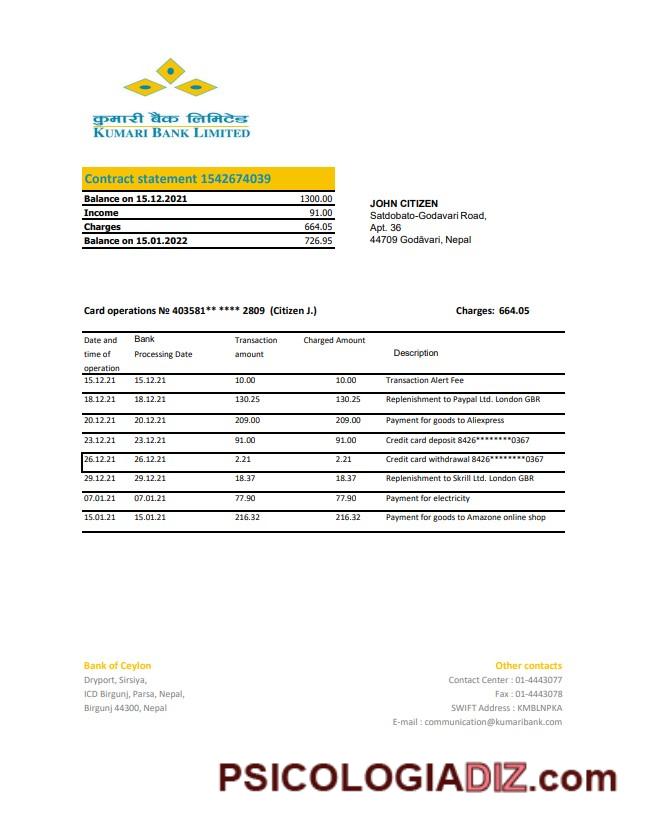 कुमारी बैंक लिमिटेड
KUMARI BANK LIMITED
Contract statement 1542674039
Balance on 15.12.2021 1300.00
Income 91.00
Charges 664.05
Balance on 15.01.2022 726.95
JOHN CITIZEN
Satdobato-Godavari Road,
Apt. 36
44709 Godāvari, Nepal
Card operations № 403581** **** 2809 (Citizen J.) Charges: 664.05
Date and time of operation Bank Processing Date Transaction amount Charged Amount Description
15.12.21 15.12.21 10.00 10.00 Transaction Alert Fee
18.12.21 18.12.21 130.25 130.25 Replenishment to Paypal Ltd. London GBR
20.12.21 20.12.21 209.00 209.00 Payment for goods to Aliexpress
23.12.21 23.12.21 91.00 91.00 Credit card deposit 8426********0367
26.12.21 26.12.21 2.21 2.21 Credit card withdrawal 8426********0367
29.12.21 29.12.21 18.37 18.37 Replenishment to Skrill Ltd. London GBR
07.01.21 07.01.21 77.90 77.90 Payment for electricity
15.01.21 15.01.21 216.32 216.32 Payment for goods to Amazone online shop
Bank of Ceylon
Dryport, Sirsiya,
ICD Birgunj, Parsa, Nepal,
Birgunj 44300, Nepal
Other contacts
Contact Center : 01-4443077
Fax : 01-4443078
SWIFT Address : KMBLNPKA
E-mail : communication@kumaribank.com
PSICOLOGIADIZ.com